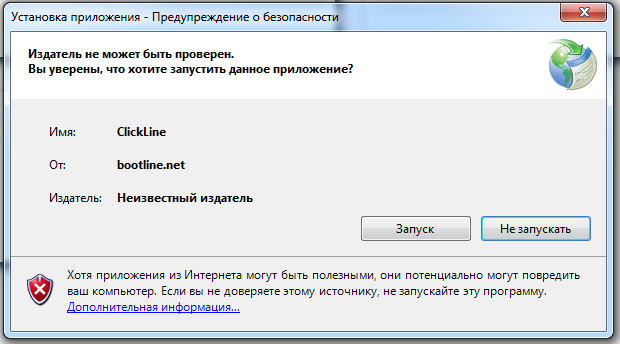 Установка приложения - Предупреждение о безопасности
Издатель не может быть проверен.
Вы уверены, что хотите запустить данное приложение?
Имя: ClickLine
От: bootline.net
Издатель: Неизвестный издатель
Запуск Не запускать
Хотя приложения из Интернета могут быть полезными, они потенциально могут повредить
ваш компьютер. Если вы не доверяете этому источнику, не запускайте эту программу.
Дополнительная информация...